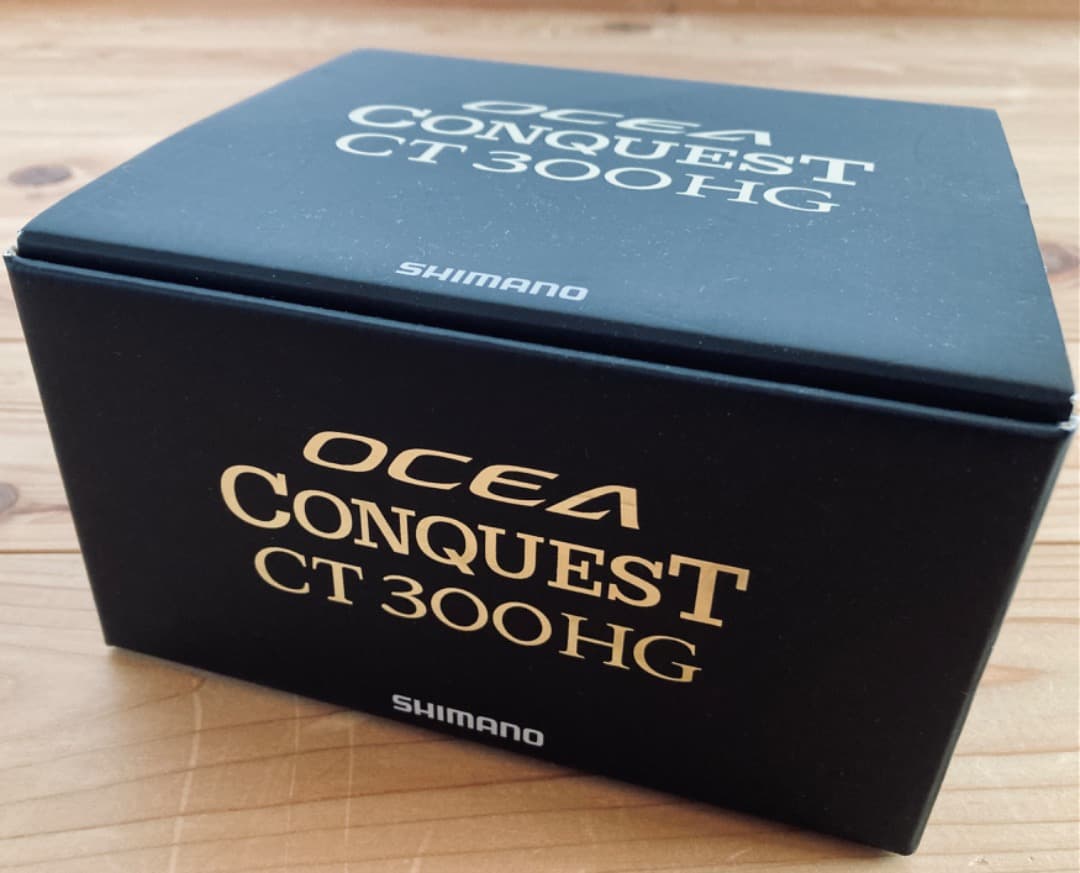 OCEA
CONQUEST
CT 300HG
SHIMANO
OCEA
CONQUEST
CT 300HG
SHIMANO